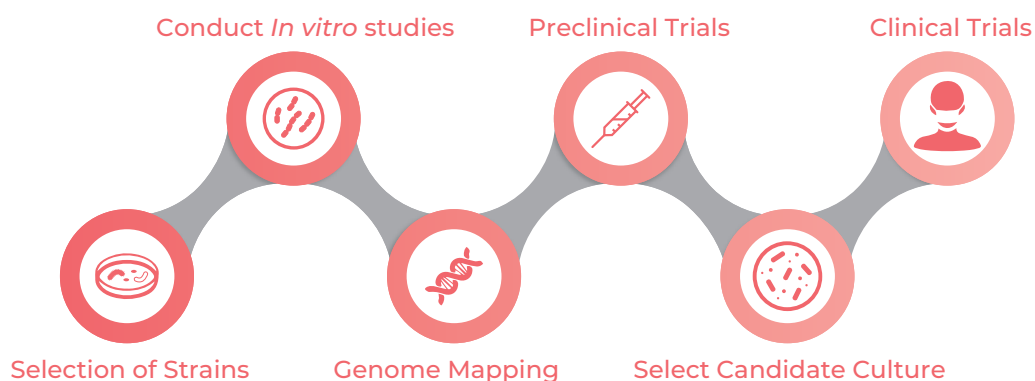 Conduct In vitro studies
Preclinical Trials
Clinical Trials
Selection of Strains
Genome Mapping
Select Candidate Culture